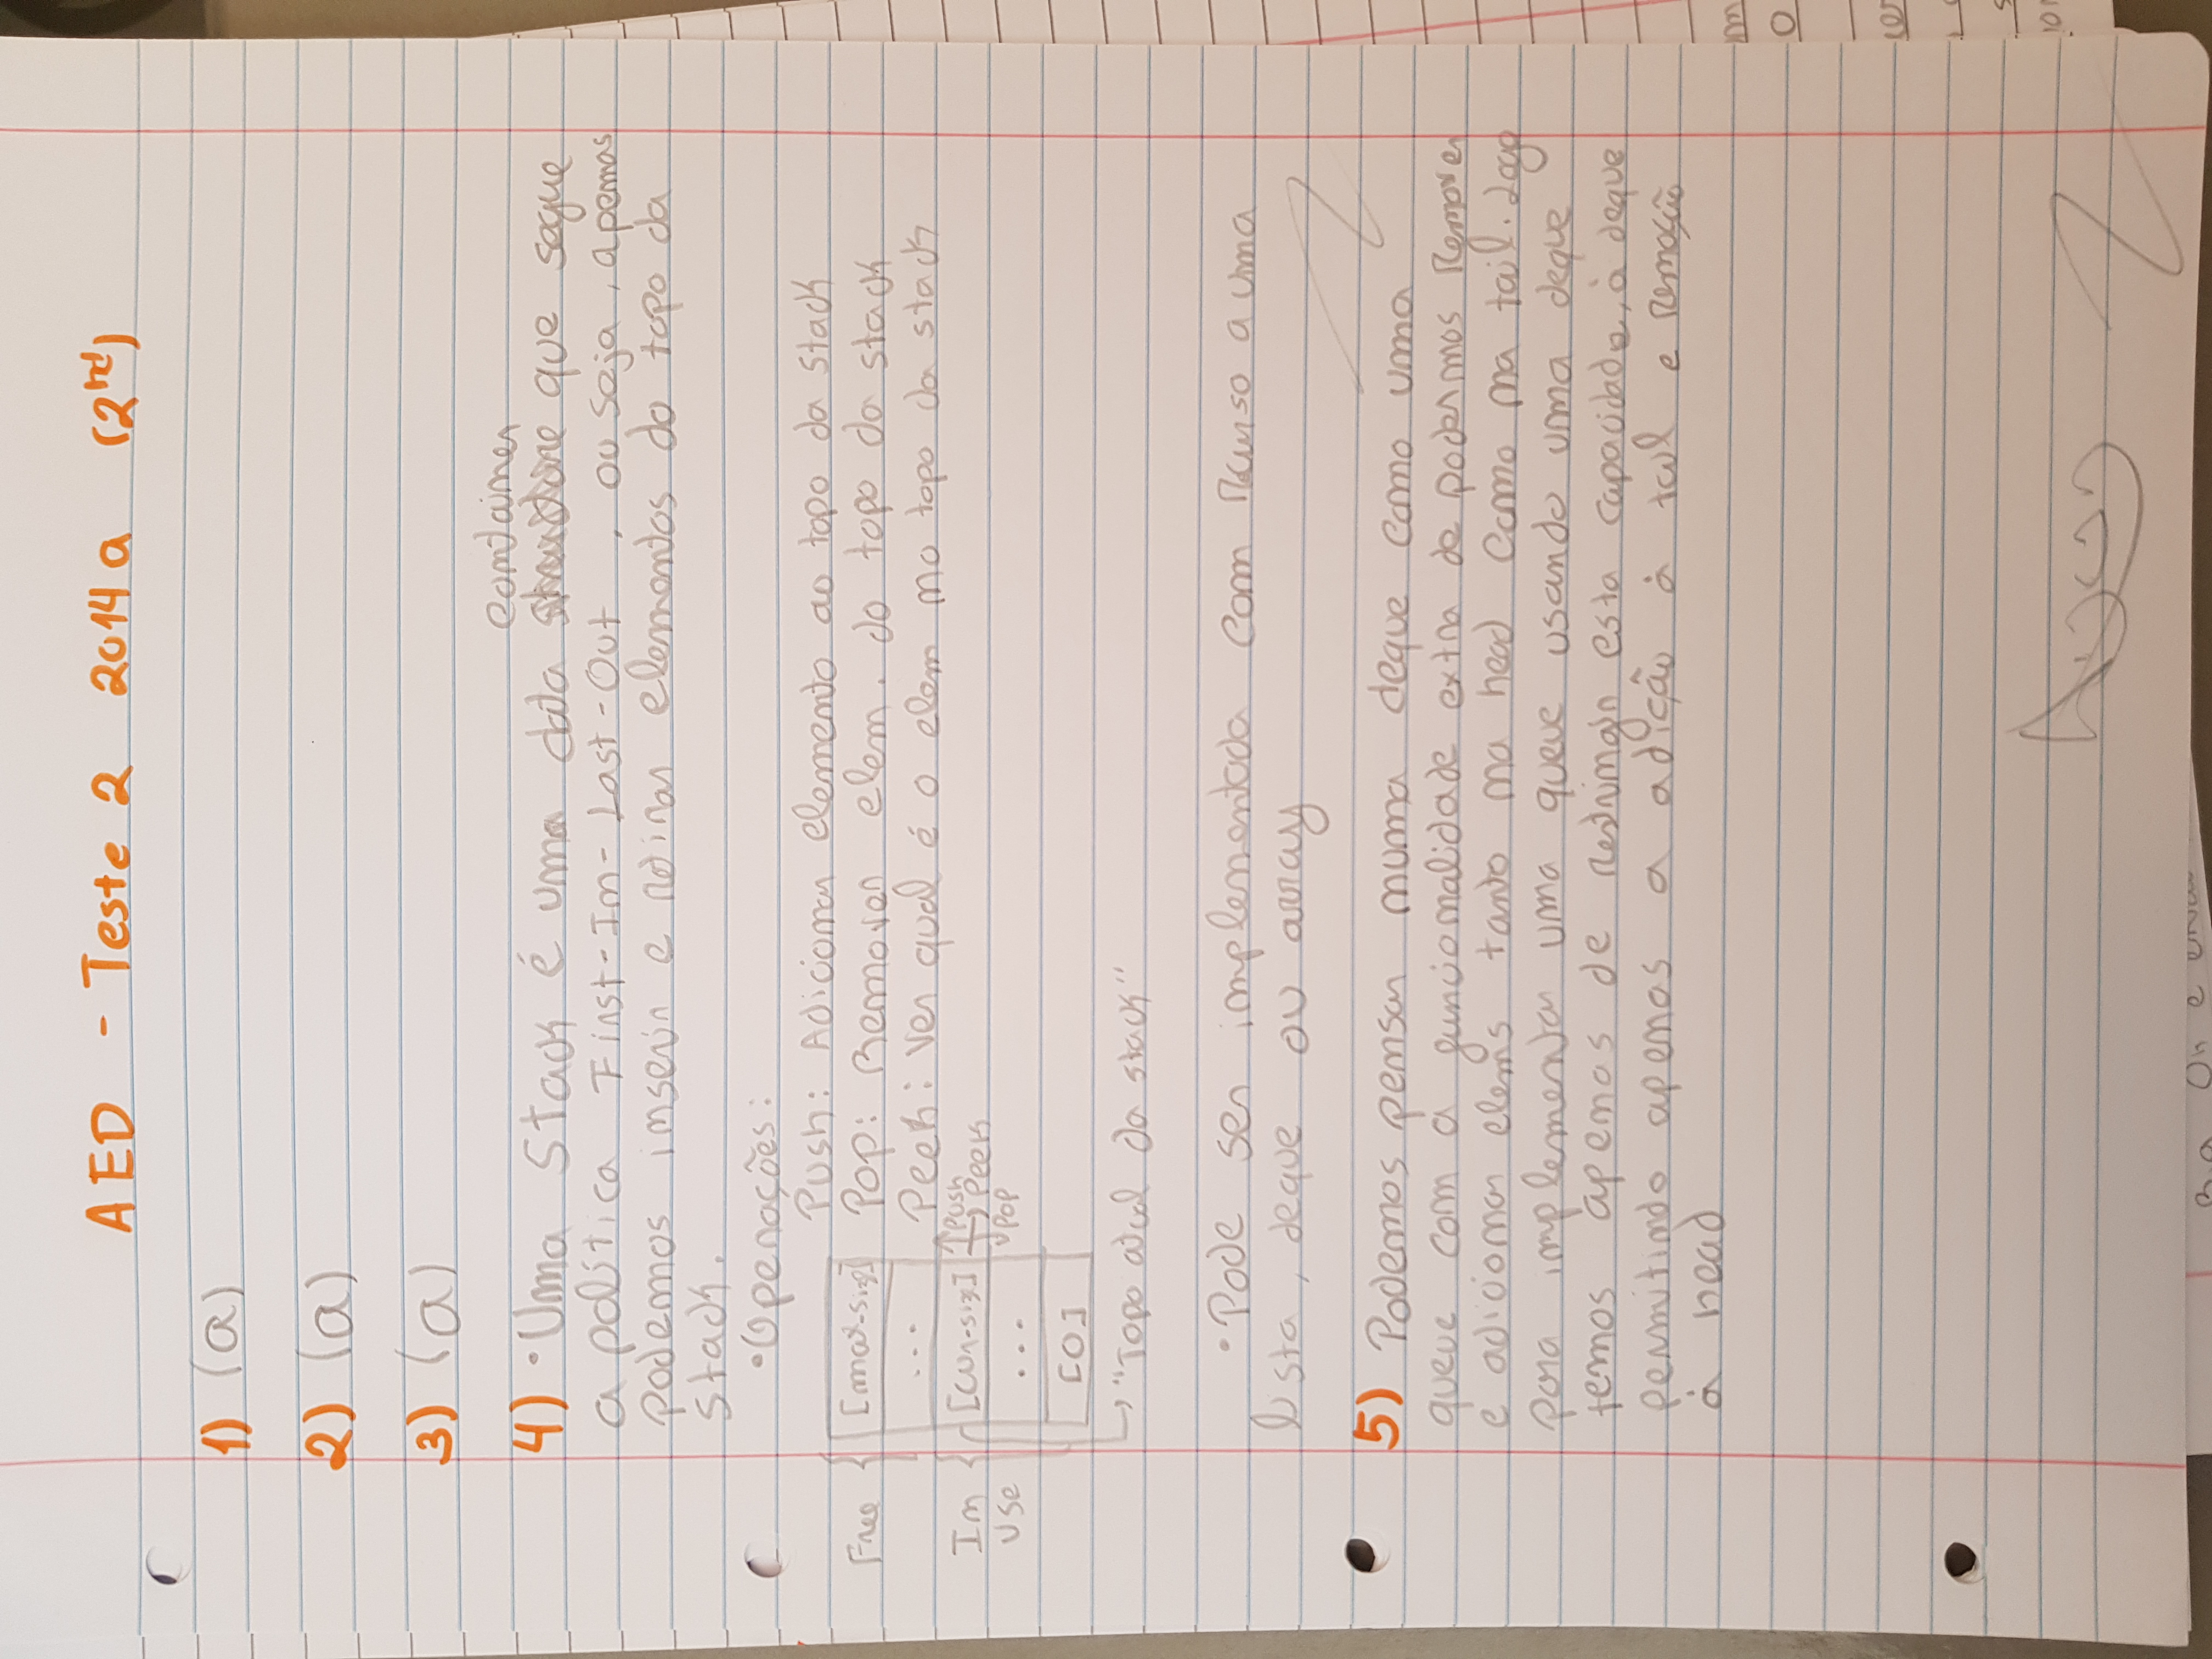 AED - Teste 2 2014a (2nd)
1) (a)
2) (a)
3) (a)
container
4) • Uma stack é uma data structure que segue
a política First-In-Last-Out, ou seja, apenas
podemos inserir e retirar elementos do topo da
stack.
• Operações:
Push: Adicionar elemento ao topo da stack
Pop: Remover elem. do topo da stack
Peek: Ver qual é o elem no topo da stack
Free
[max-size]
...
In
Use
[cur-size]
Push
Peek
Pop
...
[0]
"Topo atual da stack"
• Pode ser implementada com recurso a uma
lista, deque ou array
5) Podemos pensar numa deque como uma
queue com a funcionalidade extra de podermos remover
e adicionar elems tanto na head como na tail. Logo
para implementar uma queue usando uma deque
temos apenas de restringir esta capacidade, à deque
permitindo apenas a adição à tail e remoção
à head